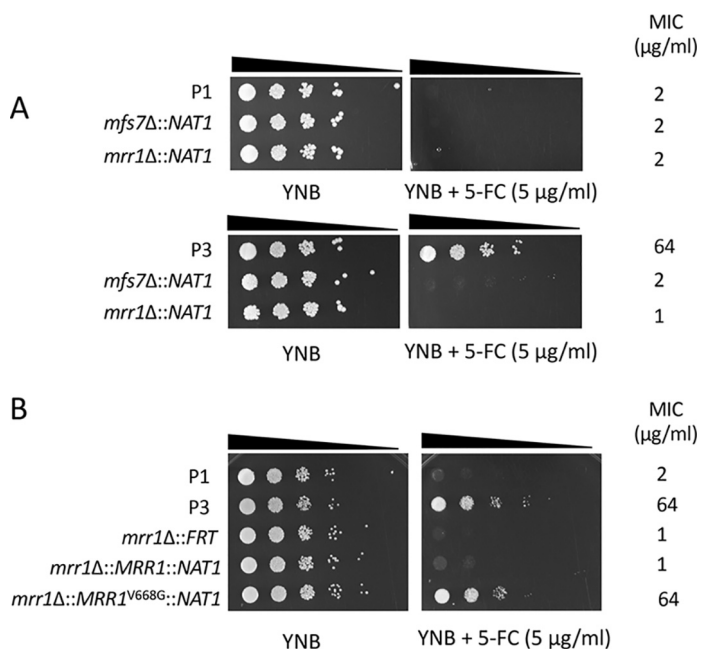 MIC
(μg/ml)
A
P1 2
mfs7Δ::NAT1 2
mrr1Δ::NAT1 2
YNB YNB + 5-FC (5 μg/ml)
P3 64
mfs7Δ::NAT1 2
mrr1Δ::NAT1 1
YNB YNB + 5-FC (5 μg/ml)
B
MIC
(μg/ml)
P1 2
P3 64
mrr1Δ::FRT 1
mrr1Δ::MRR1::NAT1 1
mrr1Δ::MRR1V668G::NAT1 64
YNB YNB + 5-FC (5 μg/ml)